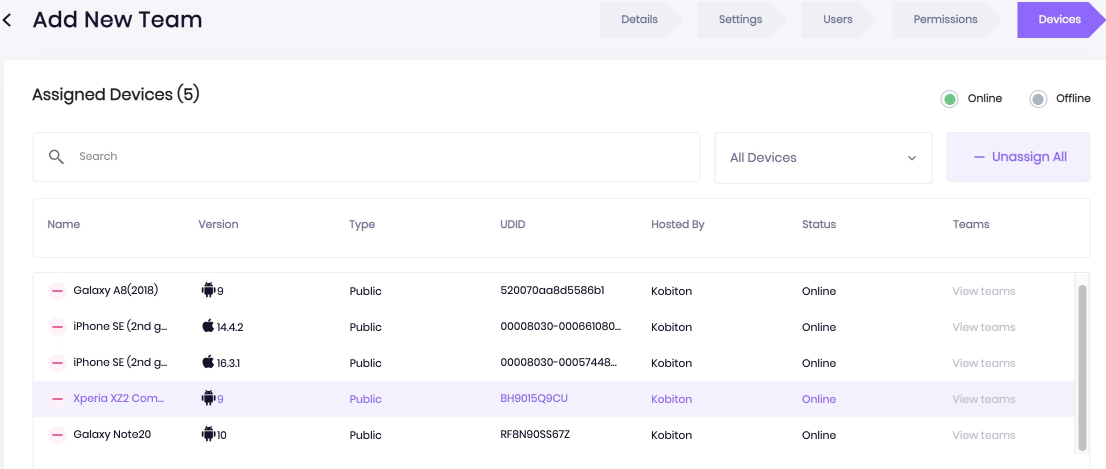 Add New Team
Details Settings Users Permissions Devices
Assigned Devices (5)
Online Offline
Search All Devices Unassign All
Name Version Type UDID Hosted By Status Teams
Galaxy A8(2018) 9 Public 520070aa8d5586b1 Kobiton Online View teams
iPhone SE (2nd g... 14.4.2 Public 00008030-000661080... Kobiton Online View teams
iPhone SE (2nd g... 16.3.1 Public 00008030-00057448... Kobiton Online View teams
Xperia XZ2 Com... 9 Public BH9015Q9CU Kobiton Online View teams
Galaxy Note20 10 Public RF8N90SS67Z Kobiton Online View teams